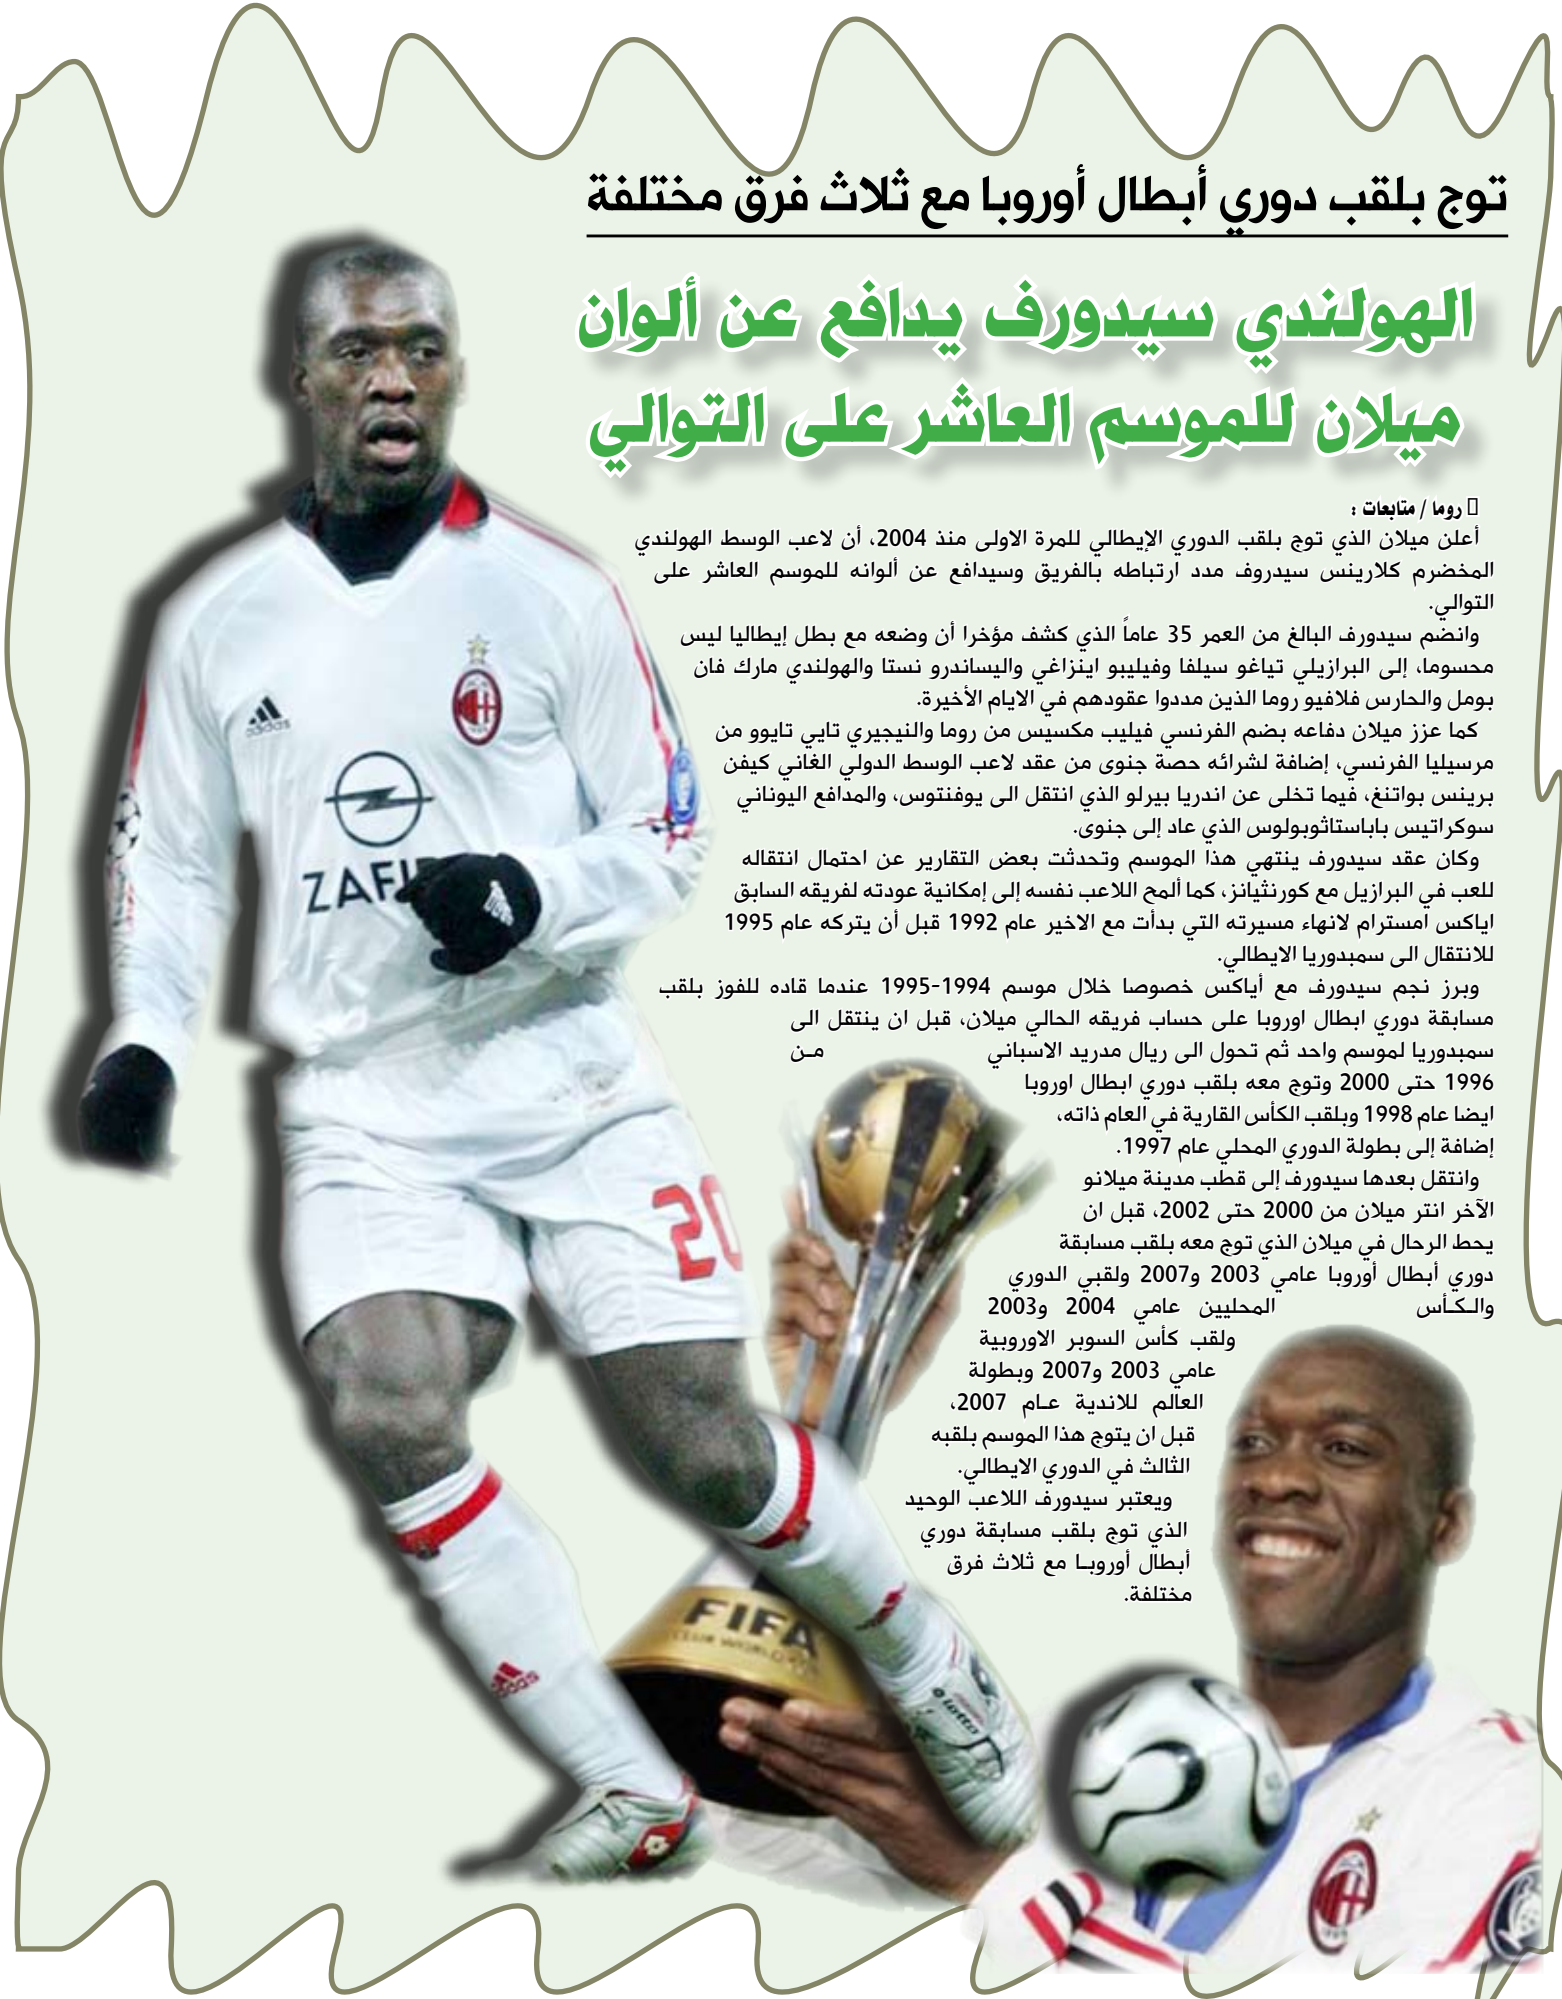 توج بلقب دوري أبطال أوروبا مع ثلاث فرق مختلفة
الهولندي سيدورف يدافع عن ألوان
ميلان للموسم العاشر على التوالي
روما / متابعات :
أعلن ميلان الذي توج بلقب الدوري الإيطالي للمرة الاولى منذ 2004، أن لاعب الوسط الهولندي
المخضرم كلارينس سيدروف مدد ارتباطه بالفريق وسيدافع عن ألوانه للموسم العاشر على
التوالي.
وانضم سيدورف البالغ من العمر 35 عاماً الذي كشف مؤخرا أن وضعه مع بطل إيطاليا ليس
محسوما، إلى البرازيلي تياغو سيلفا وفيليبو اينزاغي واليساندرو نستا والهولندي مارك فان
بومل والحارس فلافيو روما الذين مددوا عقودهم في الايام الأخيرة.
كما عزز ميلان دفاعه بضم الفرنسي فيليب مكسيس من روما والنيجيري تايي تايوو من
مرسيليا الفرنسي، إضافة لشرائه حصة جنوى من عقد لاعب الوسط الدولي الغاني كيفن
برينس بواتنغ، فيما تخلى عن اندريا بيرلو الذي انتقل الى يوفنتوس، والمدافع اليوناني
سوكراتيس باباستاثوبولوس الذي عاد إلى جنوى.
وكان عقد سيدورف ينتهي هذا الموسم وتحدثت بعض التقارير عن احتمال انتقاله
للعب في البرازيل مع كورنثيانز، كما ألمح اللاعب نفسه إلى إمكانية عودته لفريقه السابق
اياكس امسترام لانهاء مسيرته التي بدأت مع الاخير عام 1992 قبل أن يتركه عام 1995
للانتقال الى سمبدوريا الايطالي.
وبرز نجم سيدورف مع أياكس خصوصا خلال موسم 1994-1995 عندما قاده للفوز بلقب
مسابقة دوري ابطال اوروبا على حساب فريقه الحالي ميلان، قبل ان ينتقل الى
سمبدوريا لموسم واحد ثم تحول الى ريال مدريد الاسباني من
1996 حتى 2000 وتوج معه بلقب دوري ابطال اوروبا
ايضا عام 1998 وبلقب الكأس القارية في العام ذاته،
إضافة إلى بطولة الدوري المحلي عام 1997.
وانتقل بعدها سيدورف إلى قطب مدينة ميلانو
الآخر انتر ميلان من 2000 حتى 2002، قبل ان
يحط الرحال في ميلان الذي توج معه بلقب مسابقة
دوري أبطال أوروبا عامي 2003 و2007 ولقبي الدوري
والـكـأس المحليين عامي 2004 و2003
ولقب كأس السوبر الاوروبية
عامي 2003 و2007 وبطولة
العالم للاندية عـام 2007،
قبل ان يتوج هذا الموسم بلقبه
الثالث في الدوري الايطالي.
ويعتبر سيدورف اللاعب الوحيد
الذي توج بلقب مسابقة دوري
أبطال أوروبـا مع ثلاث فرق
مختلفة.
adidas
ZAFI
20
FIFA
CLUB WORLD CUP
adidas
lotto